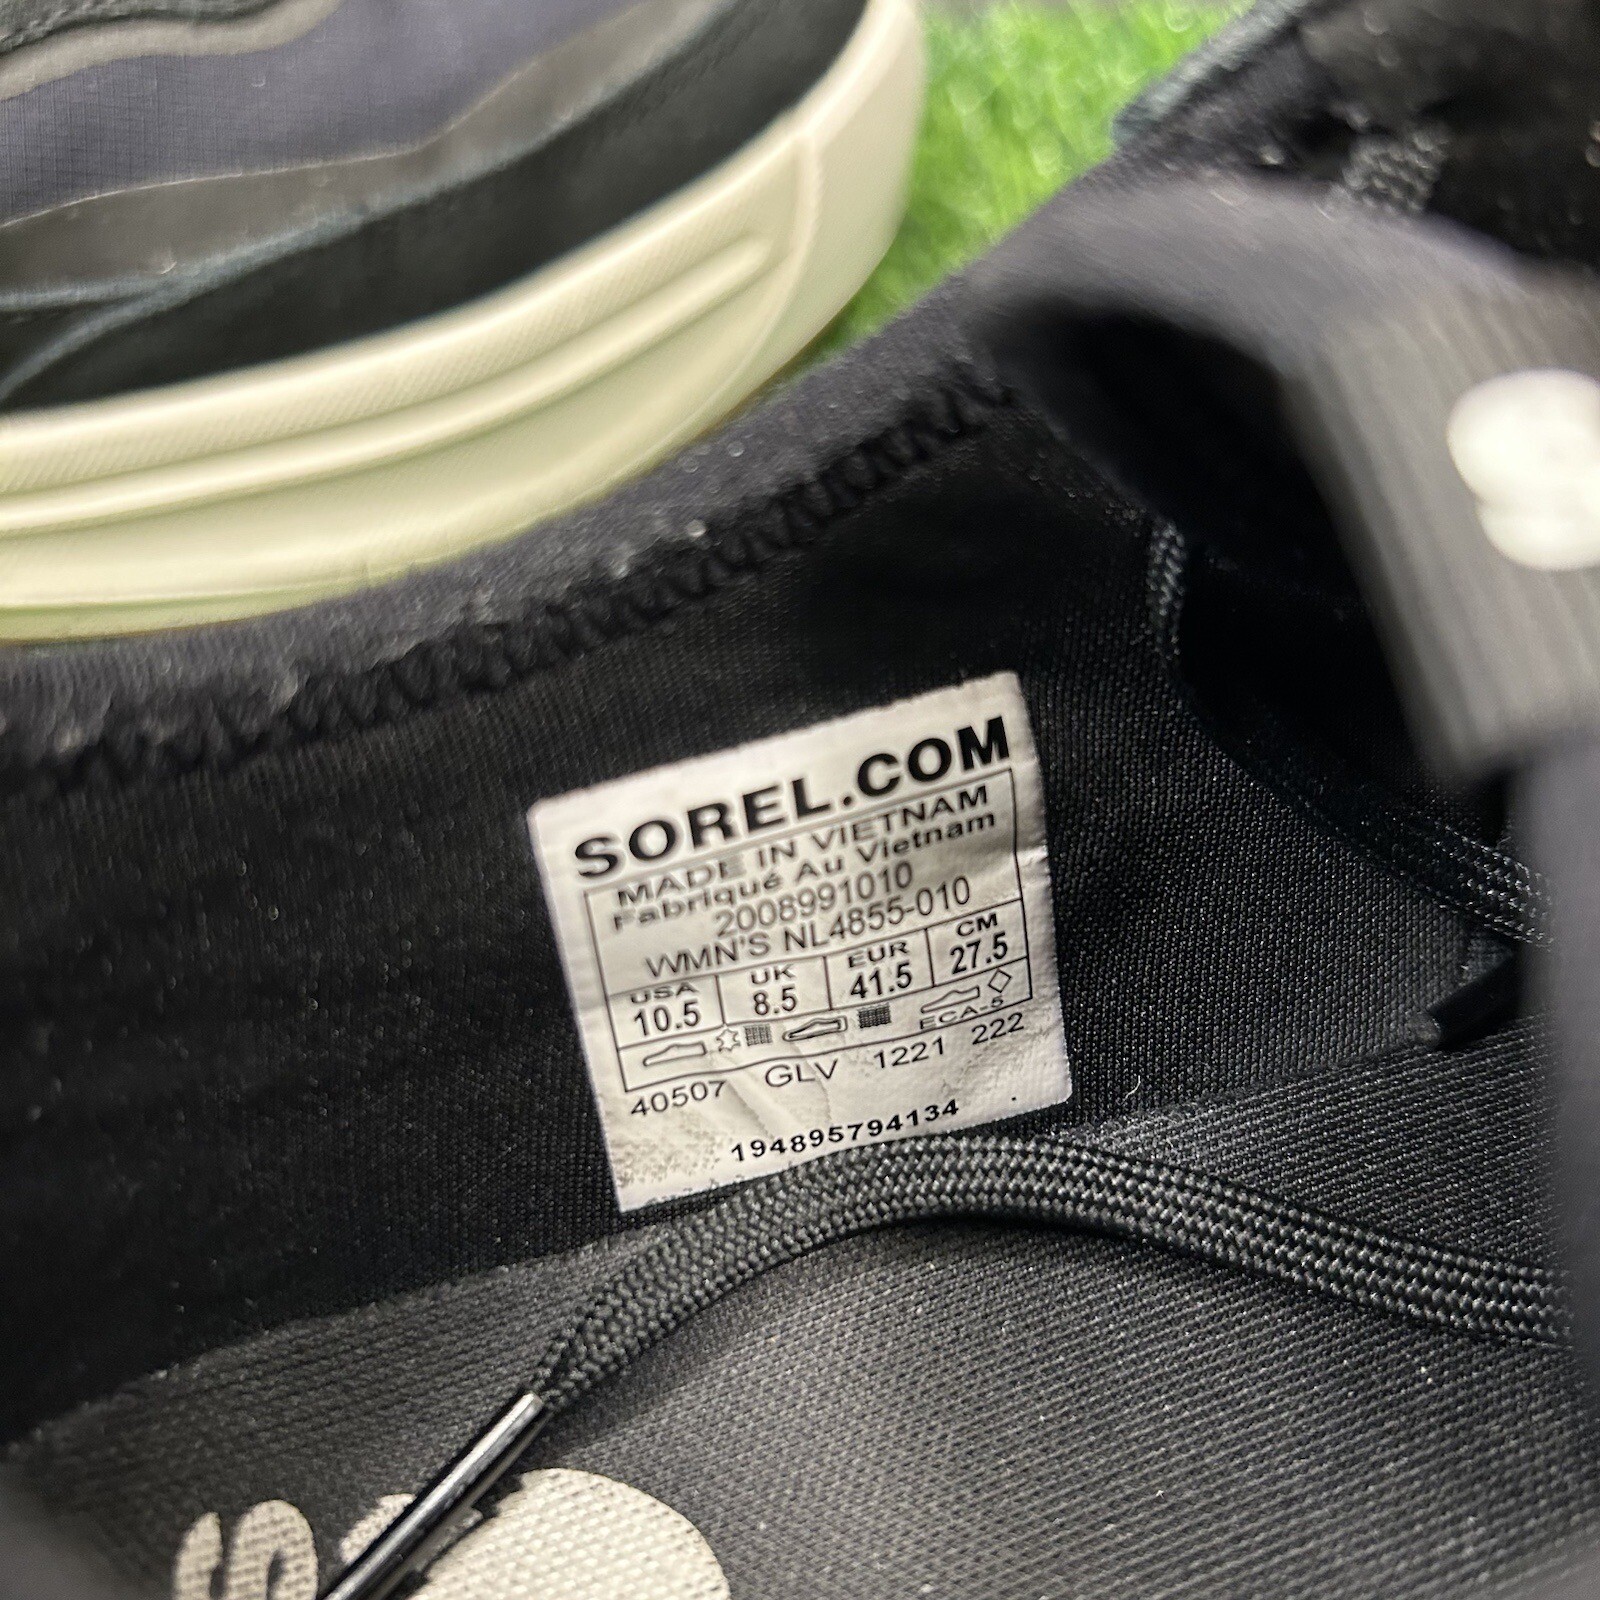 SOREL.COM
MADE IN VIETNAM
Fabriqué Au Vietnam
2008991010
WMN'S NL4855-010
USA UK EUR CM
10.5 8.5 41.5 27.5
ECA-5
40507 GLV 1221 222
194895794134